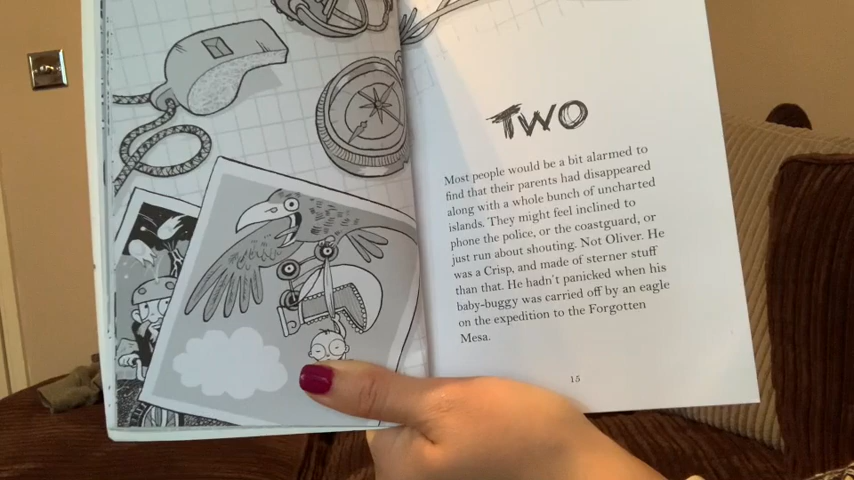 TWO
Most people would be a bit alarmed to
find that their parents had disappeared
along with a whole bunch of uncharted
islands. They might feel inclined to
phone the police, or the coastguard, or
just run about shouting. Not Oliver. He
was a Crisp, and made of sterner stuff
than that. He hadn't panicked when his
baby-buggy was carried off by an eagle
on the expedition to the Forgotten
Mesa.
15